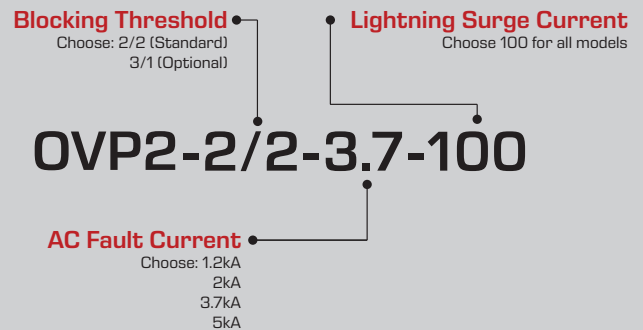 Blocking Threshold
Choose: 2/2 (Standard)
3/1 (Optional)
Lightning Surge Current
Choose 100 for all models
OVP2-2/2-3.7-100
AC Fault Current
Choose: 1.2kA
2kA
3.7kA
5kA